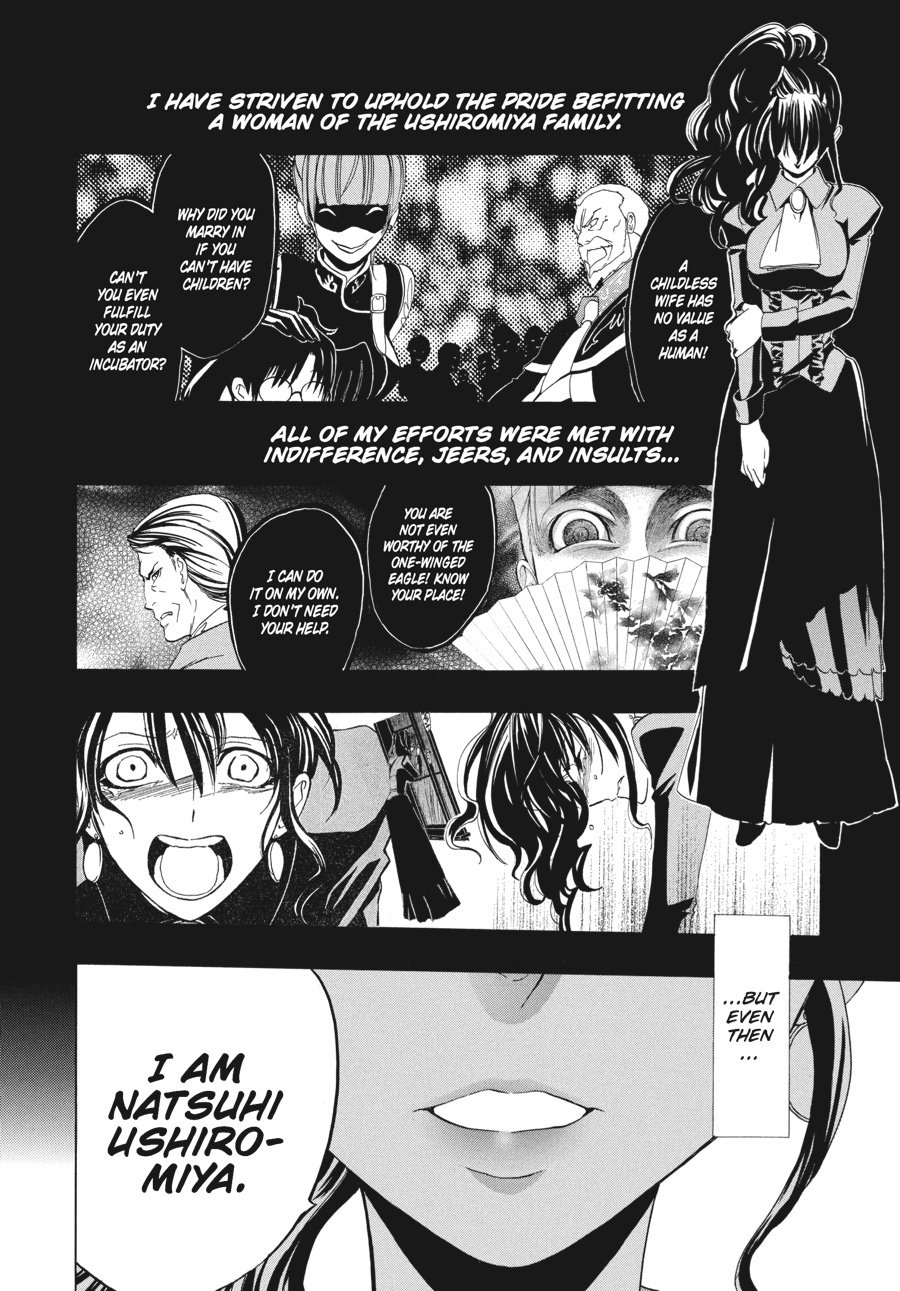 I HAVE STRIVEN TO UPHOLD THE PRIDE BEFITTING
A WOMAN OF THE USHIROMIYA FAMILY.
A
CHILDLESS
WIFE HAS
NO VALUE
AS A
HUMAN!
WHY DID YOU
MARRY IN
IF YOU
CAN'T HAVE
CHILDREN?
CAN'T
YOU EVEN
FULFILL
YOUR DUTY
AS AN
INCUBATOR?
ALL OF MY EFFORTS WERE MET WITH
INDIFFERENCE, JEERS, AND INSULTS...
YOU ARE
NOT EVEN
WORTHY OF THE
ONE-WINGED
EAGLE! KNOW
YOUR PLACE!
I CAN DO
IT ON MY OWN.
I DON'T NEED
YOUR HELP.
...BUT
EVEN
THEN
...
I AM
NATSUHI
USHIRO-
MIYA.